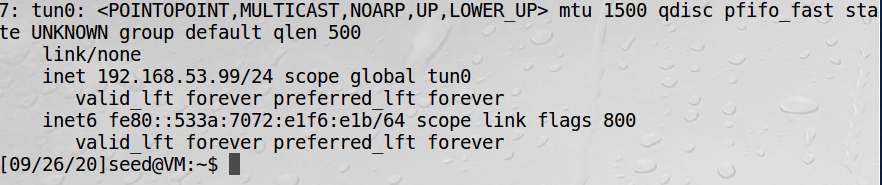 7: tun0: <POINTOPOINT,MULTICAST,NOARP,UP,LOWER_UP> mtu 1500 qdisc pfifo_fast sta
te UNKNOWN group default qlen 500
    link/none
    inet 192.168.53.99/24 scope global tun0
       valid_lft forever preferred_lft forever
    inet6 fe80::533a:7072:e1f6:e1b/64 scope link flags 800
       valid_lft forever preferred_lft forever
[09/26/20]seed@VM:~$